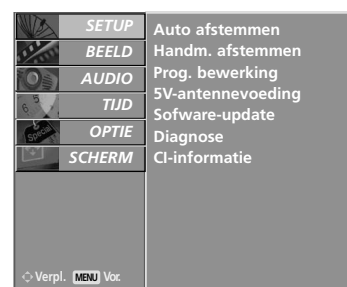 SETUP
BEELD
AUDIO
TIJD
OPTIE
SCHERM
Auto afstemmen
Handm. afstemmen
Prog. bewerking
5V-antennevoeding
Sofware-update
Diagnose
CI-informatie
Special
Verpl. MENU Vor.